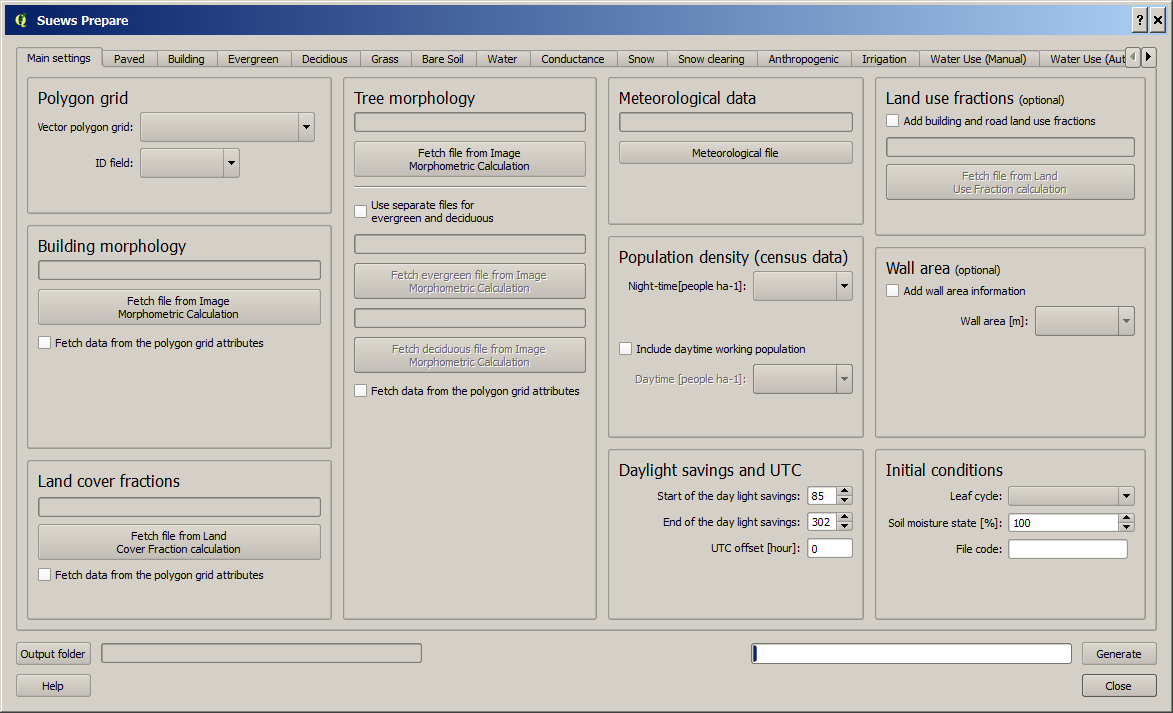 Suews Prepare
? ×
Main settings Paved Building Evergreen Decidious Grass Bare Soil Water Conductance Snow Snow clearing Anthropogenic Irrigation Water Use (Manual) Water Use (Aut
Polygon grid
Vector polygon grid:
ID field:
Building morphology
Fetch file from Image
Morphometric Calculation
Fetch data from the polygon grid attributes
Land cover fractions
Fetch file from Land
Cover Fraction calculation
Fetch data from the polygon grid attributes
Tree morphology
Fetch file from Image
Morphometric Calculation
Use separate files for
evergreen and deciduous
Fetch evergreen file from Image
Morphometric Calculation
Fetch deciduous file from Image
Morphometric Calculation
Fetch data from the polygon grid attributes
Meteorological data
Meteorological file
Population density (census data)
Night-time[people ha-1]:
Include daytime working population
Daytime [people ha-1]:
Daylight savings and UTC
Start of the day light savings: 85
End of the day light savings: 302
UTC offset [hour]: 0
Land use fractions (optional)
Add building and road land use fractions
Fetch file from Land
Use Fraction calculation
Wall area (optional)
Add wall area information
Wall area [m]:
Initial conditions
Leaf cycle:
Soil moisture state [%]: 100
File code:
Output folder
Generate
Help
Close